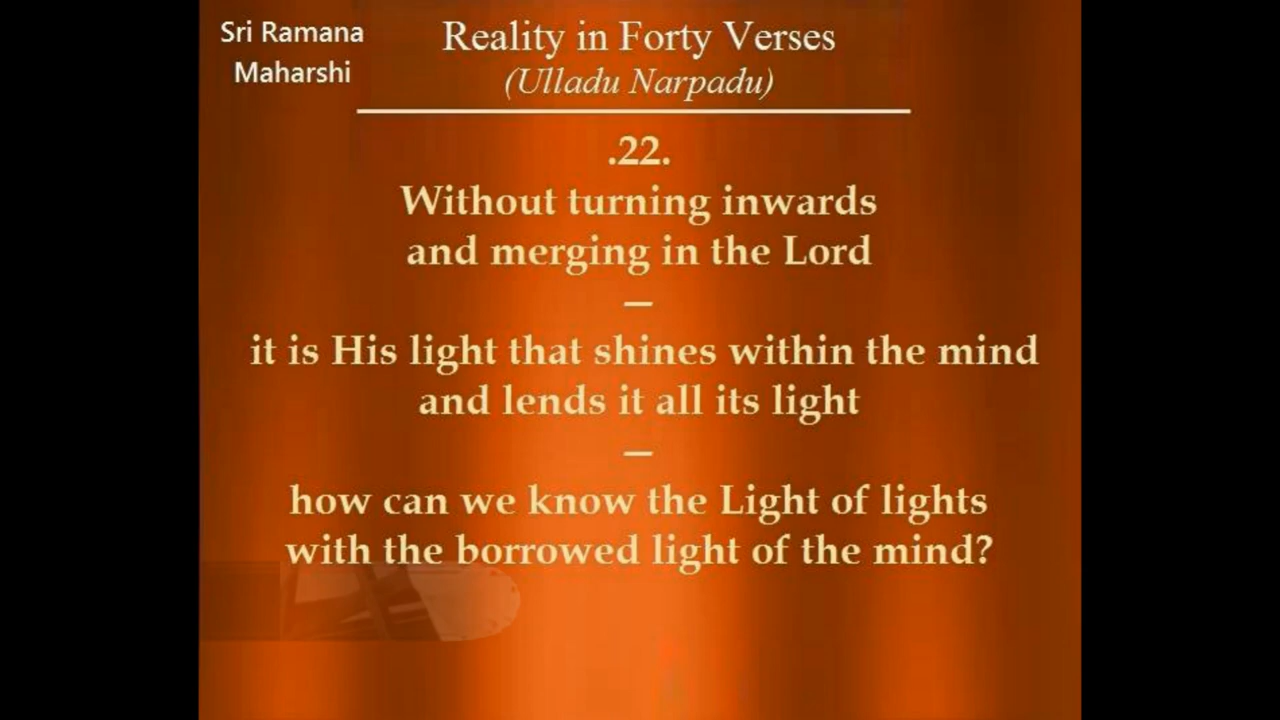 Sri Ramana
Maharshi
Reality in Forty Verses
(Ulladu Narpadu)
.22.
Without turning inwards
and merging in the Lord
–
it is His light that shines within the mind
and lends it all its light
–
how can we know the Light of lights
with the borrowed light of the mind?